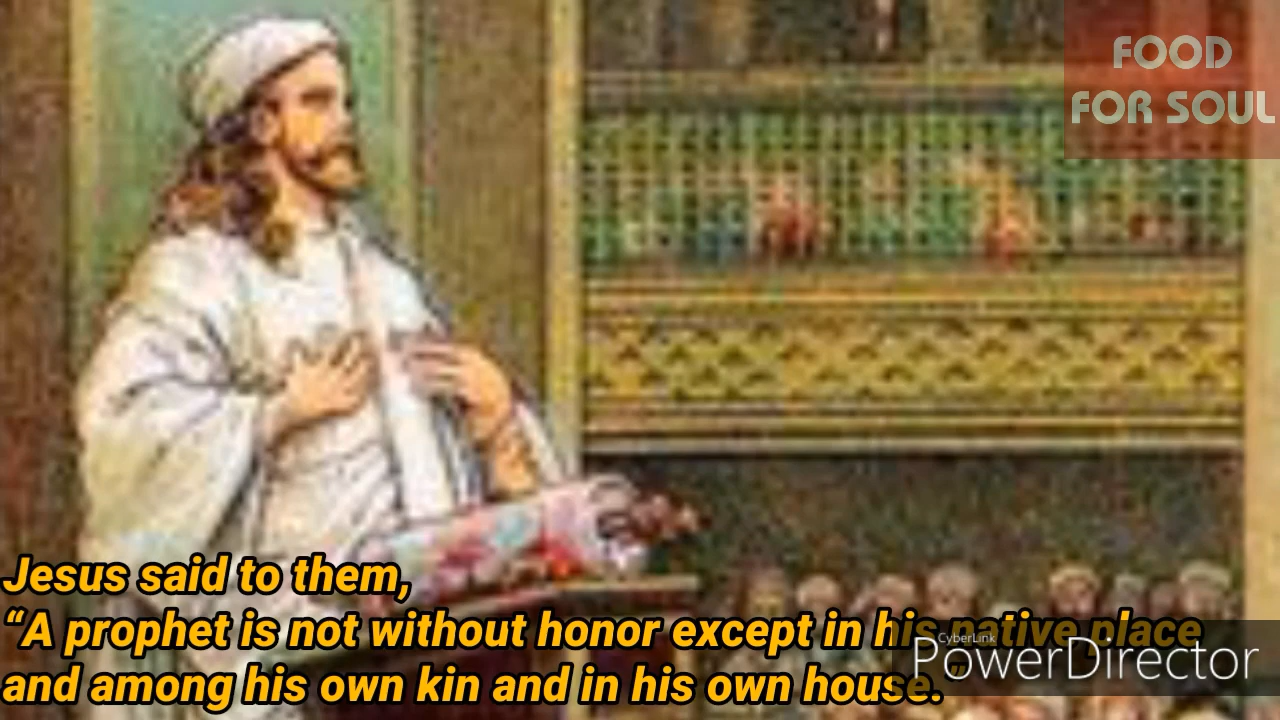 FOOD
FOR SOUL
Jesus said to them,
“A prophet is not without honor except in his native place
and among his own kin and in his own house.”
CyberLink
PowerDirector